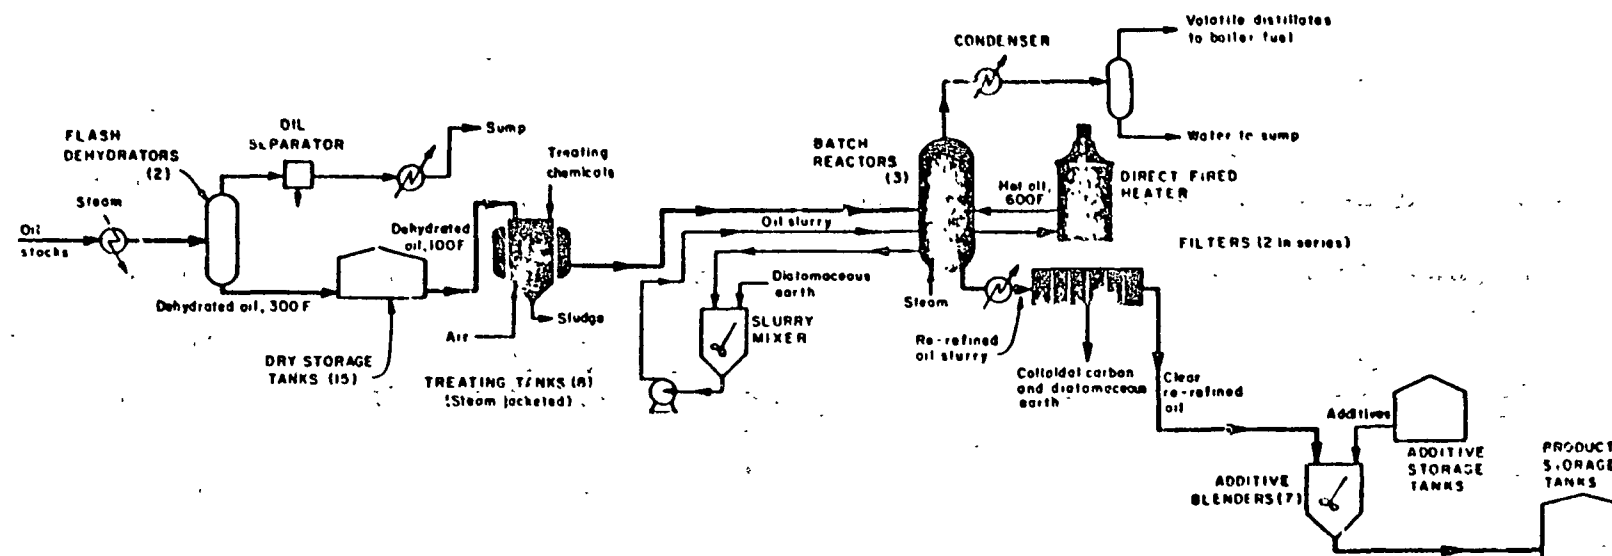 Volatile distillates
to boiler fuel
CONDENSER
Water to sump
FLASH
DEHYDRATORS
(2)
OIL
SEPARATOR
Sump
Treating
chemicals
BATCH
REACTORS
(3)
Hot oil,
600F
DIRECT FIRED
HEATER
Steam
Oil
stocks
Dehydrated
oil, 100F
Oil slurry
FILTERS (2 in series)
Dehydrated oil, 300F
Diatomaceous
earth
Steam
Air
Sludge
SLURRY
MIXER
Re-refined
oil slurry
DRY STORAGE
TANKS (15)
TREATING TANKS (8)
(Steam jacketed)
Colloidal carbon
and diatomaceous
earth
Clear
re-refined
oil
Additives
ADDITIVE
STORAGE
TANKS
PRODUCT
STORAGE
TANKS
ADDITIVE
BLENDERS (7)